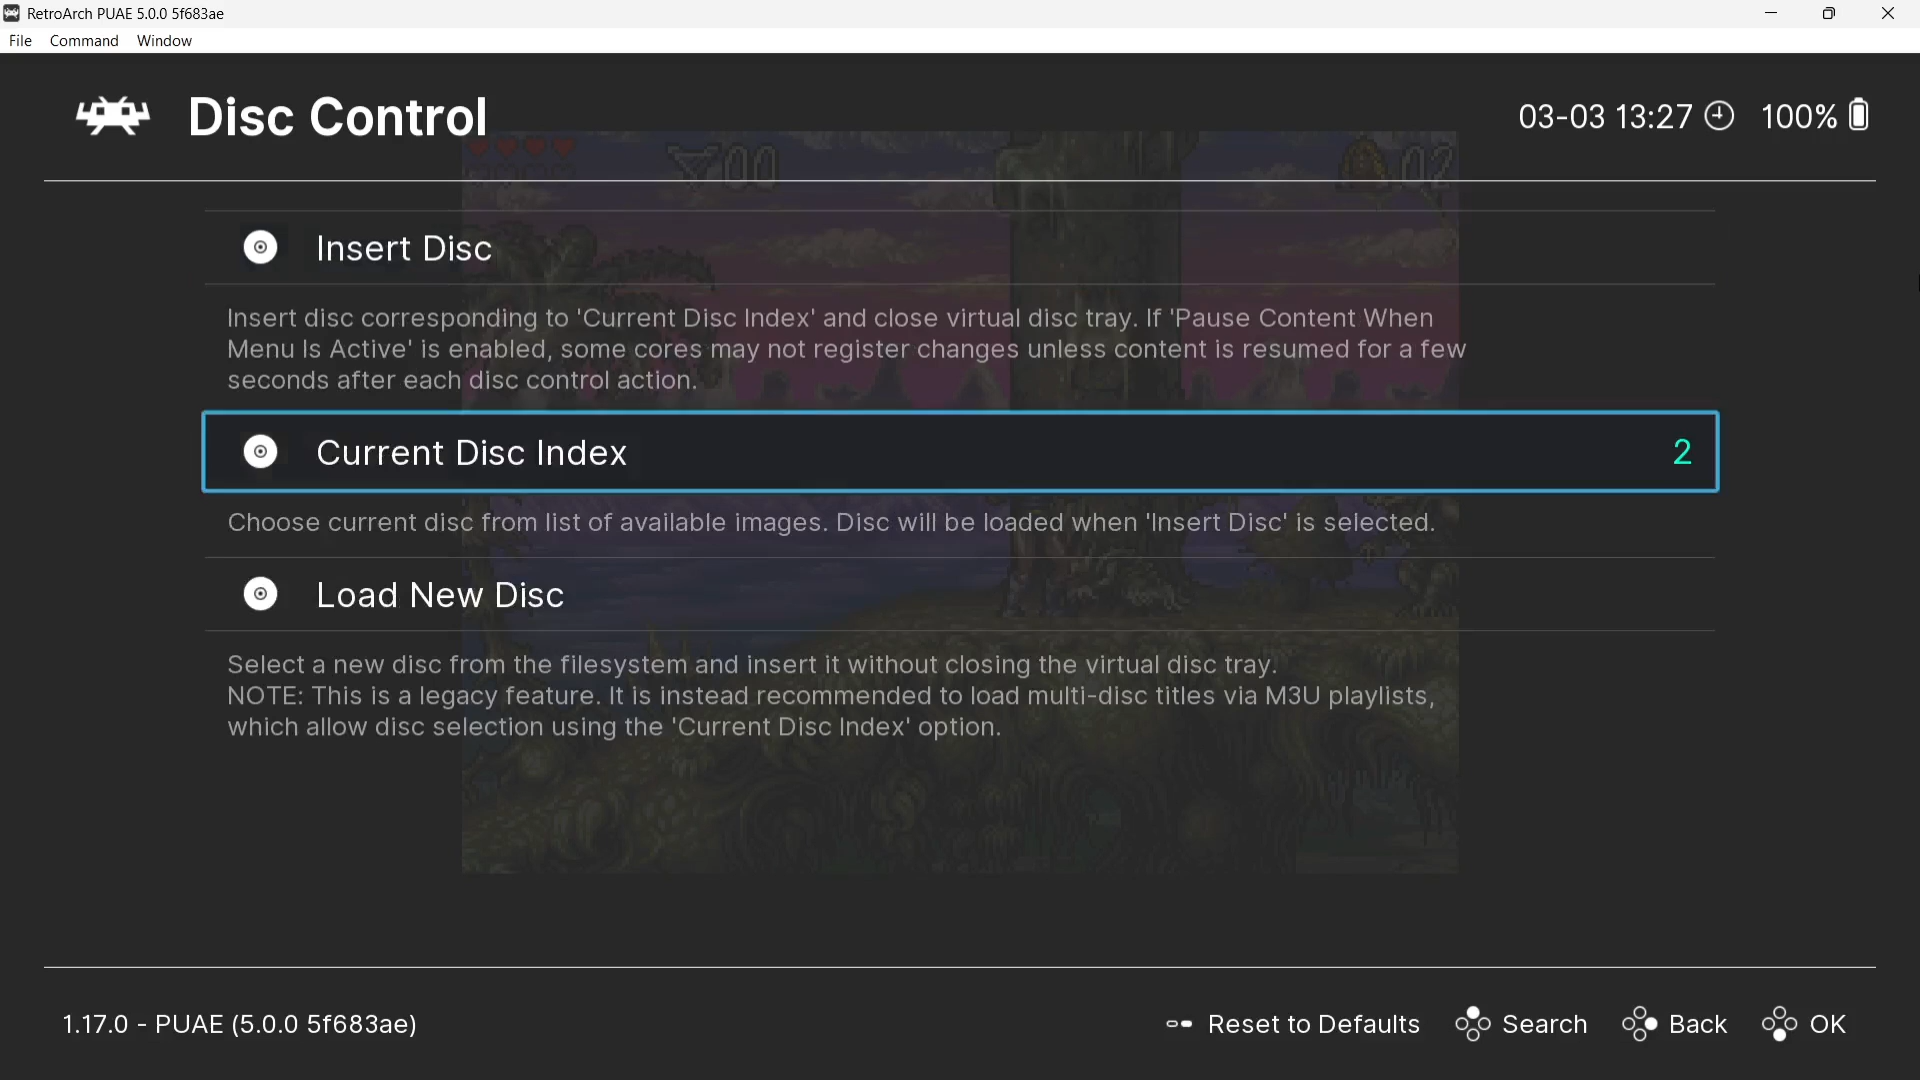 RetroArch PUAE 5.0.0 5f683ae
File Command Window
Disc Control
03-03 13:27 100%
00
02
Insert Disc
Insert disc corresponding to 'Current Disc Index' and close virtual disc tray. If 'Pause Content When
Menu Is Active' is enabled, some cores may not register changes unless content is resumed for a few
seconds after each disc control action.
Current Disc Index 2
Choose current disc from list of available images. Disc will be loaded when 'Insert Disc' is selected.
Load New Disc
Select a new disc from the filesystem and insert it without closing the virtual disc tray.
NOTE: This is a legacy feature. It is instead recommended to load multi-disc titles via M3U playlists,
which allow disc selection using the 'Current Disc Index' option.
1.17.0 - PUAE (5.0.0 5f683ae)
Reset to Defaults Search Back OK